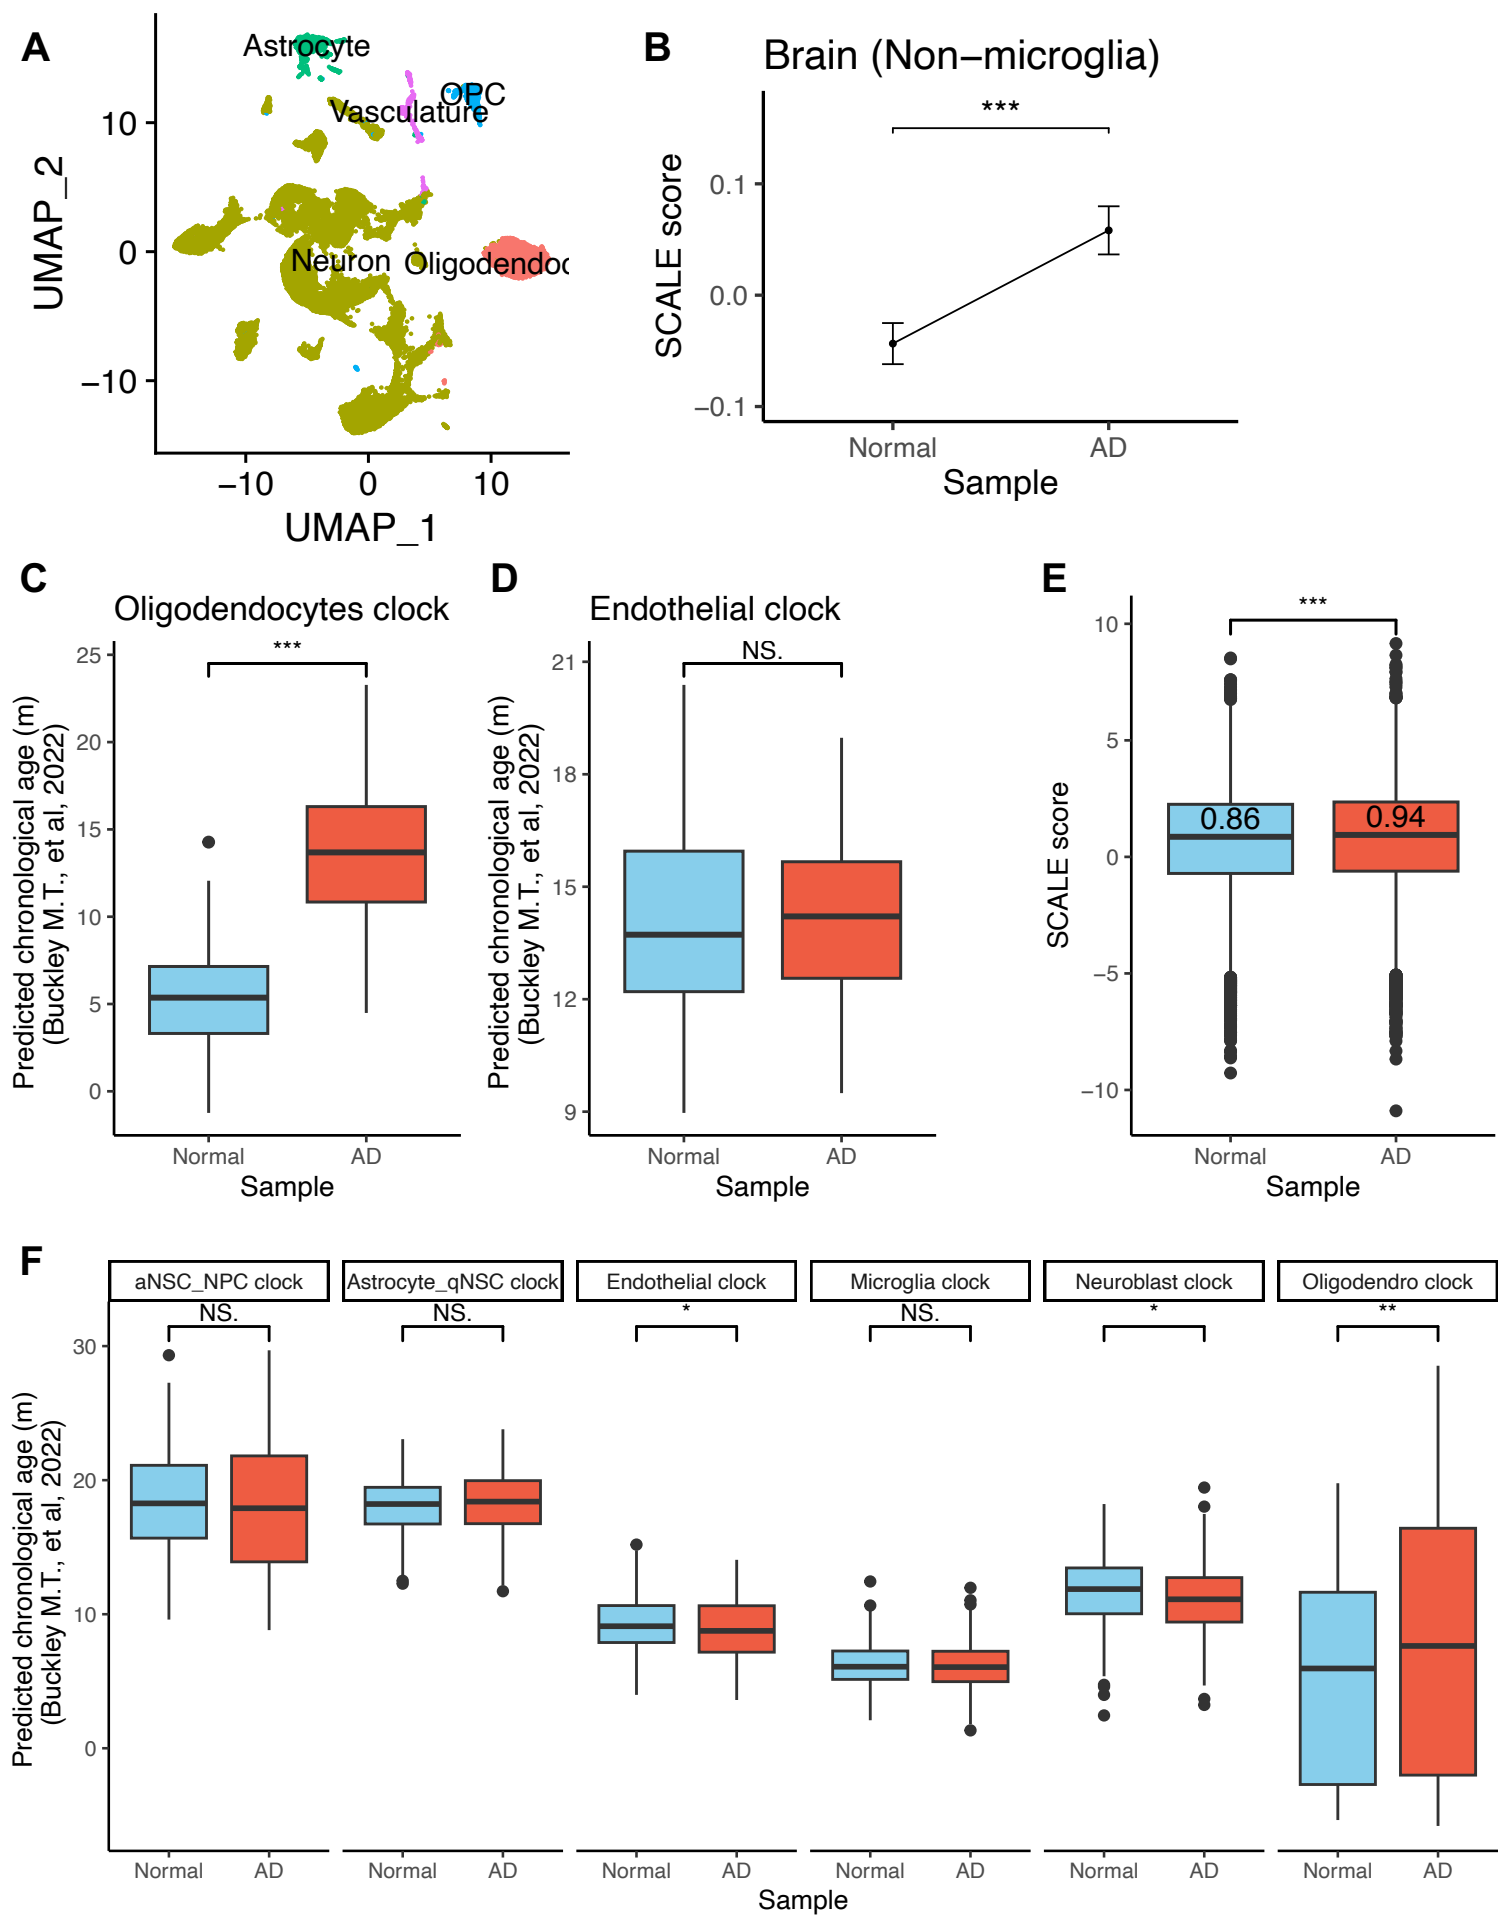 A
Astrocyte
OPC
Vasculature
Neuron
Oligodendoc
10
0
−10
UMAP_2
−10
0
10
UMAP_1
B
Brain (Non−microglia)
***
0.1
0.0
−0.1
SCALE score
Normal
AD
Sample
C
Oligodendocytes clock
***
25
20
15
10
5
0
Predicted chronological age (m)
(Buckley M.T., et al, 2022)
Normal
AD
Sample
D
Endothelial clock
NS.
21
18
15
12
9
Predicted chronological age (m)
(Buckley M.T., et al, 2022)
Normal
AD
Sample
E
***
10
5
0
−5
−10
SCALE score
0.86
0.94
Normal
AD
Sample
F
aNSC_NPC clock
Astrocyte_qNSC clock
Endothelial clock
Microglia clock
Neuroblast clock
Oligodendro clock
NS.
NS.
*
NS.
*
**
30
20
10
0
Predicted chronological age (m)
(Buckley M.T., et al, 2022)
Normal
AD
Normal
AD
Normal
AD
Normal
AD
Normal
AD
Normal
AD
Sample